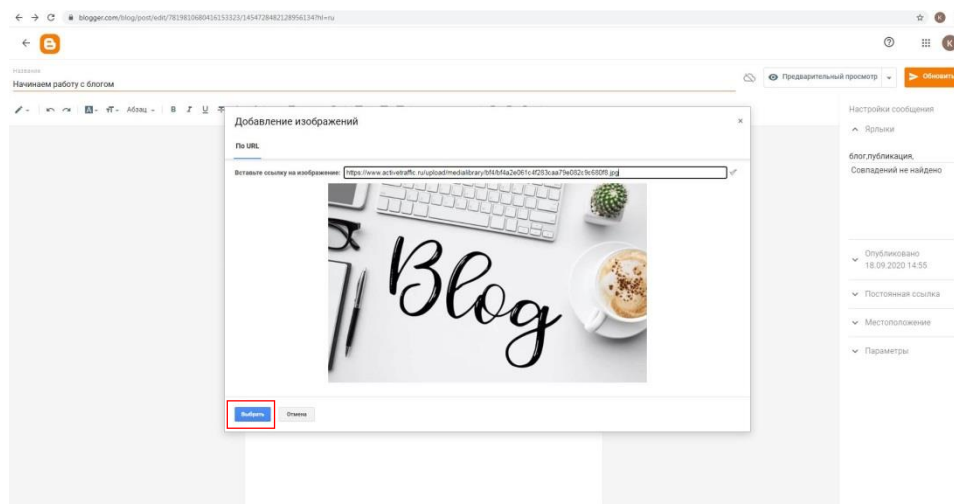 blogger.com/blog/post/edit/7819810680416153323/1454728482128956134?hl=ru
K
K
Название
Начинаем работу с блогом
Предварительный просмотр
Обновить
Абзац
B I U
Настройки сообщения
Ярлыки
блог,публикация,
Совпадений не найдено
Опубликовано
18.09.2020 14:55
Постоянная ссылка
Местоположение
Параметры
Добавление изображений
×
По URL
Вставьте ссылку на изображение:
https://www.activetraffic.ru/upload/medialibrary/bf4/bf4a2e061c4f283caa79e082c9c680f8.jpg
Blog
Выбрать
Отмена